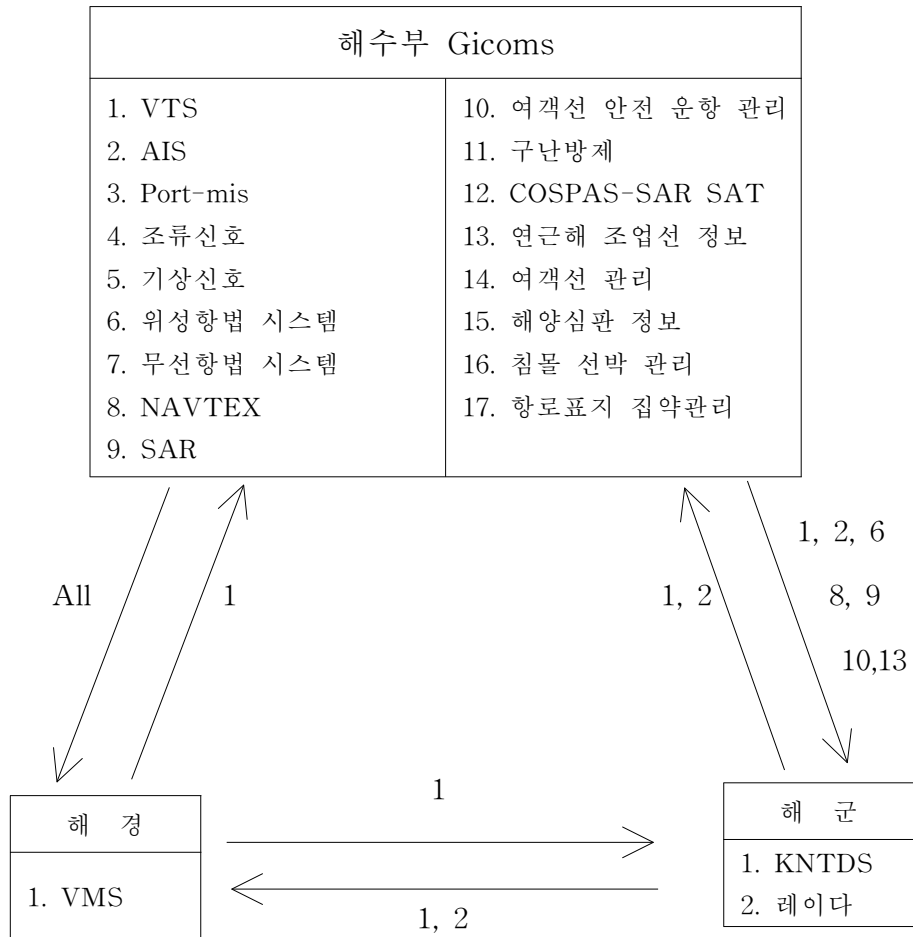 해수부 Gicoms
1. VTS
2. AIS
3. Port-mis
4. 조류신호
5. 기상신호
6. 위성항법 시스템
7. 무선항법 시스템
8. NAVTEX
9. SAR
10. 여객선 안전 운항 관리
11. 구난방제
12. COSPAS-SAR SAT
13. 연근해 조업선 정보
14. 여객선 관리
15. 해양심판 정보
16. 침몰 선박 관리
17. 항로표지 집약관리
All
1
1, 2
1, 2, 6
8, 9
10,13
해 경
1. VMS
1
1, 2
해 군
1. KNTDS
2. 레이다